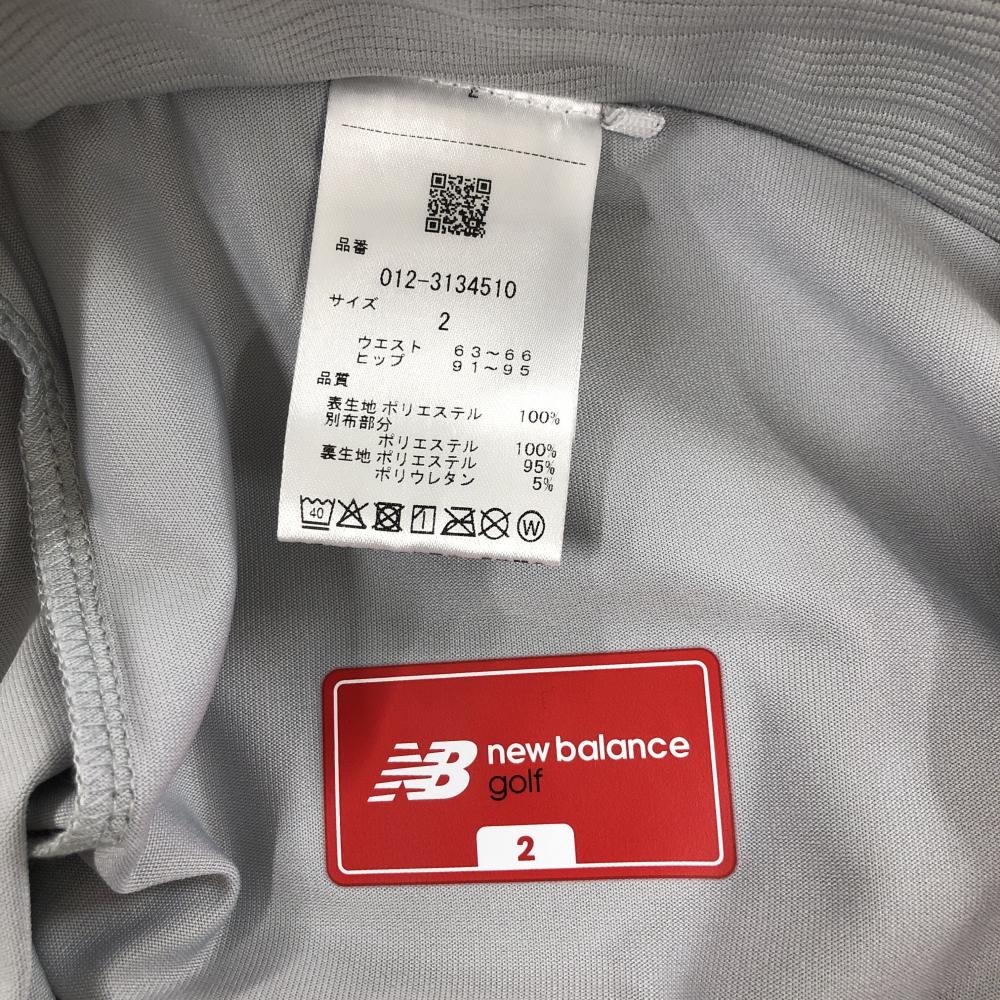 品番
012-3134510
サイズ
2
ウエスト 63～66
ヒップ 91～95
品質
表生地 ポリエステル 100%
別布部分
ポリエステル 100%
裏生地 ポリエステル 95%
ポリウレタン 5%
40
W
NB new balance
golf
2